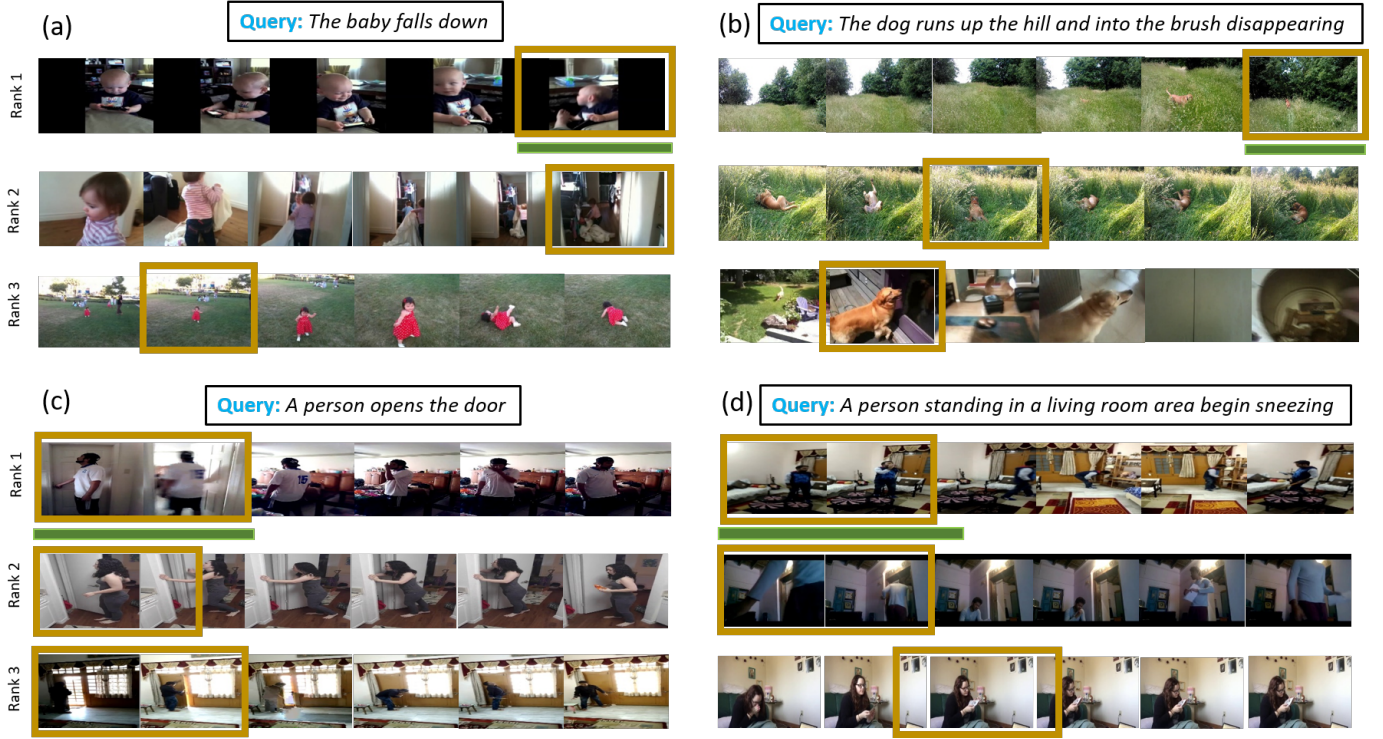 (a)
Query: The baby falls down
Rank 1
Rank 2
Rank 3
(b)
Query: The dog runs up the hill and into the brush disappearing
(c)
Query: A person opens the door
Rank 1
Rank 2
Rank 3
(d)
Query: A person standing in a living room area begin sneezing